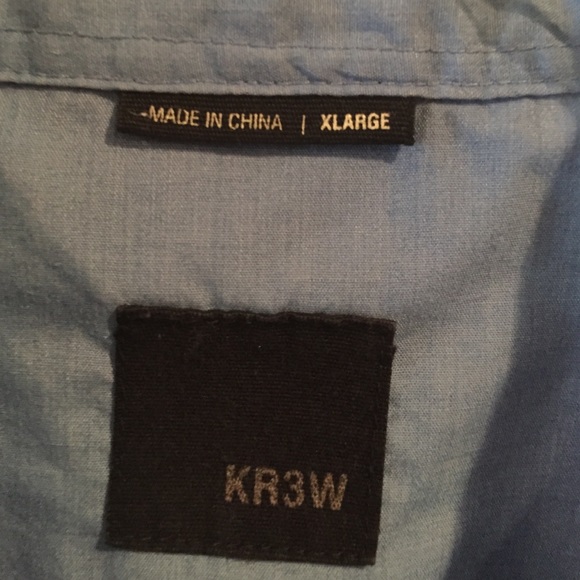 MADE IN CHINA | XLARGE
KR3W